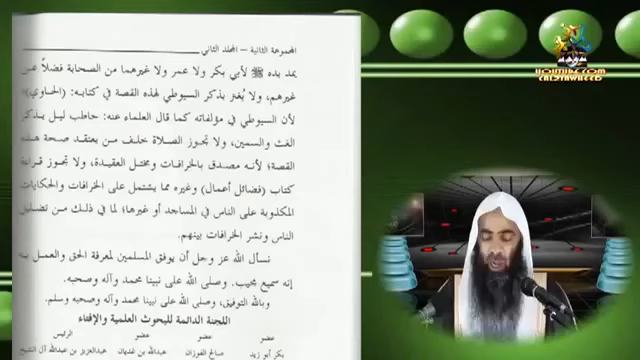 المجموعة الثانية – المجلد الثاني
يمد يده ﷺ لأبي بكر ولا عمر ولا غيرهما من الصحابة فضلاً عن
غيرهم، ولا يُغتر بذكر السيوطي لهذه القصة في كتابه: (الحاوي)؛
لأن السيوطي في مؤلفاته كما قال العلماء عنه: حاطب ليل يذكر
الغث والسمين، ولا تجوز الصلاة خلف من يعتقد صحة هذه
القصة؛ لأنه مصدق بالخرافات ومختل العقيدة، ولا تجوز قراءة
كتاب (فضائل أعمال) وغيره مما يشتمل على الخرافات والحكايات
المكذوبة على الناس في المساجد أو غيرها؛ لما في ذلك من تضليل
الناس ونشر الخرافات بينهم.
نسأل الله عز وجل أن يوفق المسلمين لمعرفة الحق والعمل به
إنه سميع مجيب. وصلى الله على نبينا محمد وآله وصحبه.
وبالله التوفيق، وصلى الله على نبينا محمد وآله وصحبه وسلم.
اللجنة الدائمة للبحوث العلمية والإفتاء
عضو عضو عضو الرئيس
بكر أبو زيد صالح الفوزان عبدالله بن غديان عبدالعزيز بن عبدالله آل الشيخ
YOUTUBE.COM